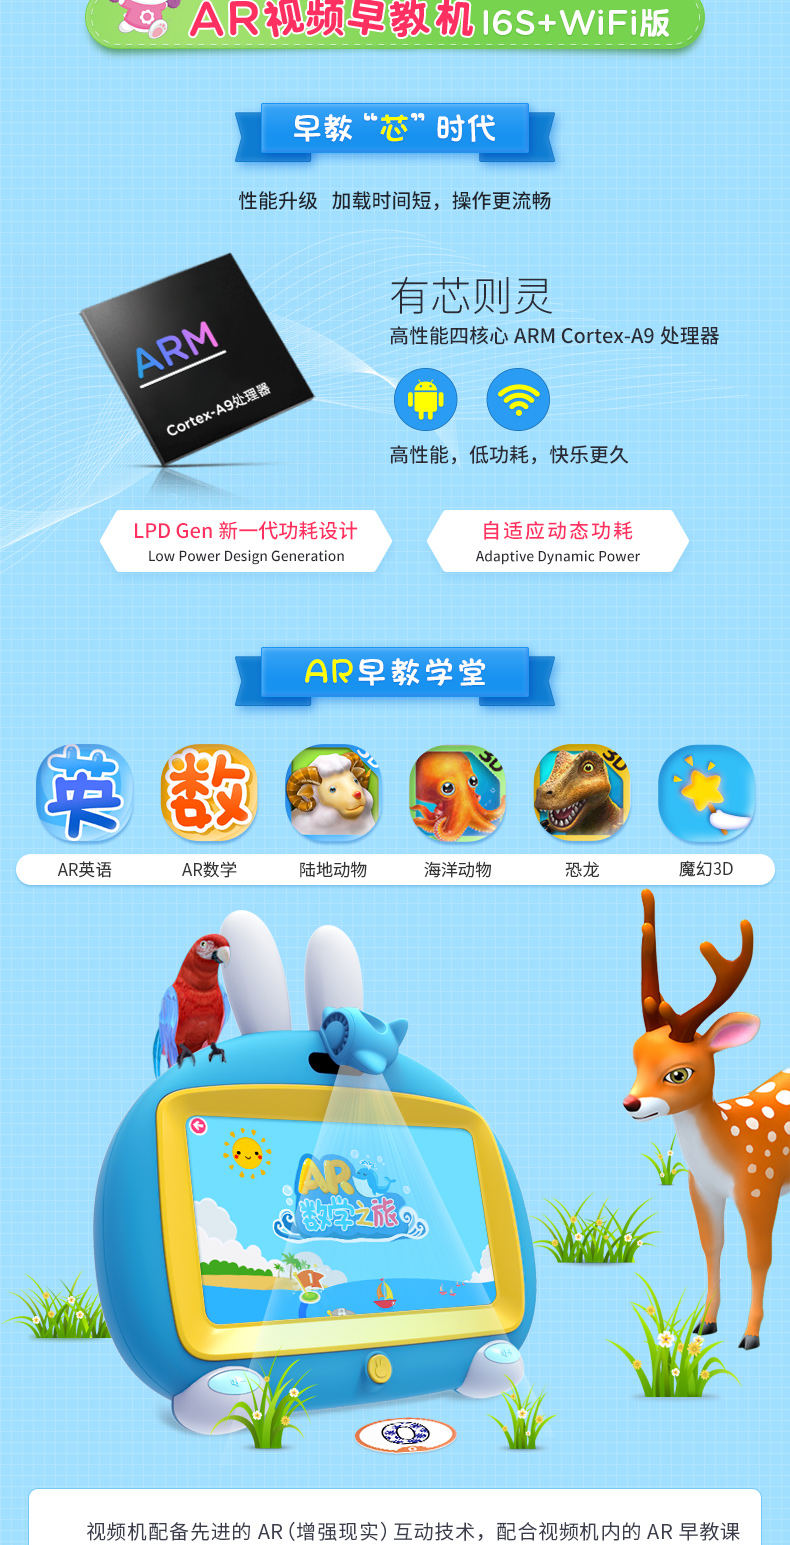 AR视频早教机 16S+WiFi版
早教“芯”时代
性能升级 加载时间短，操作更流畅
ARM
Cortex-A9处理器
有芯则灵
高性能四核心 ARM Cortex-A9 处理器
高性能，低功耗，快乐更久
LPD Gen 新一代功耗设计
Low Power Design Generation
自适应动态功耗
Adaptive Dynamic Power
AR早教学堂
英
数
3D
3D
3D
AR英语
AR数学
陆地动物
海洋动物
恐龙
魔幻3D
AR
数学之旅
1
视频机配备先进的 AR（增强现实）互动技术，配合视频机内的 AR 早教课